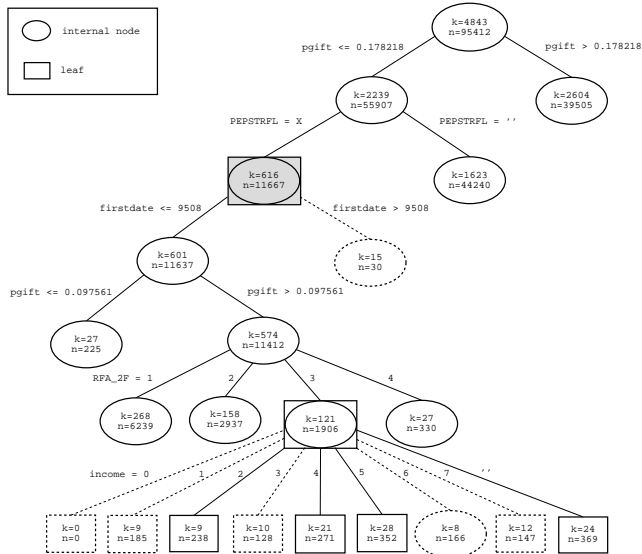 internal node
leaf
k=4843
n=95412
pgift <= 0.178218
pgift > 0.178218
k=2239
n=55907
k=2604
n=39505
PEPSTRFL = X
PEPSTRFL = ''
k=616
n=11667
k=1623
n=44240
firstdate <= 9508
firstdate > 9508
k=601
n=11637
k=15
n=30
pgift <= 0.097561
pgift > 0.097561
k=27
n=225
k=574
n=11412
RFA_2F = 1
2
3
4
k=268
n=6239
k=158
n=2937
k=121
n=1906
k=27
n=330
income = 0
1
2
3
4
5
6
7
''
k=0
n=0
k=9
n=185
k=9
n=238
k=10
n=128
k=21
n=271
k=28
n=352
k=8
n=166
k=12
n=147
k=24
n=369